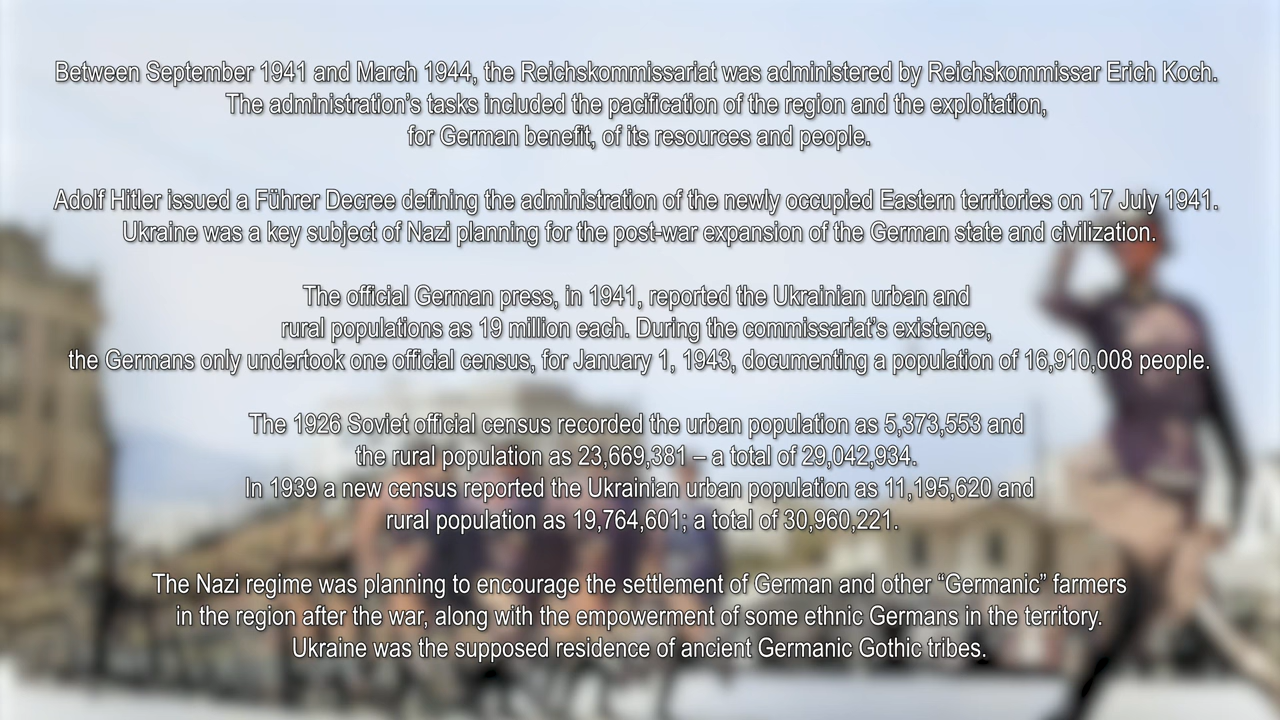 Between September 1941 and March 1944, the Reichskommissariat was administered by Reichskommissar Erich Koch.
The administration’s tasks included the pacification of the region and the exploitation,
for German benefit, of its resources and people.
Adolf Hitler issued a Führer Decree defining the administration of the newly occupied Eastern territories on 17 July 1941.
Ukraine was a key subject of Nazi planning for the post-war expansion of the German state and civilization.
The official German press, in 1941, reported the Ukrainian urban and
rural populations as 19 million each. During the commissariat’s existence,
the Germans only undertook one official census, for January 1, 1943, documenting a population of 16,910,008 people.
The 1926 Soviet official census recorded the urban population as 5,373,553 and
the rural population as 23,669,381 – a total of 29,042,934.
In 1939 a new census reported the Ukrainian urban population as 11,195,620 and
rural population as 19,764,601; a total of 30,960,221.
The Nazi regime was planning to encourage the settlement of German and other “Germanic” farmers
in the region after the war, along with the empowerment of some ethnic Germans in the territory.
Ukraine was the supposed residence of ancient Germanic Gothic tribes.